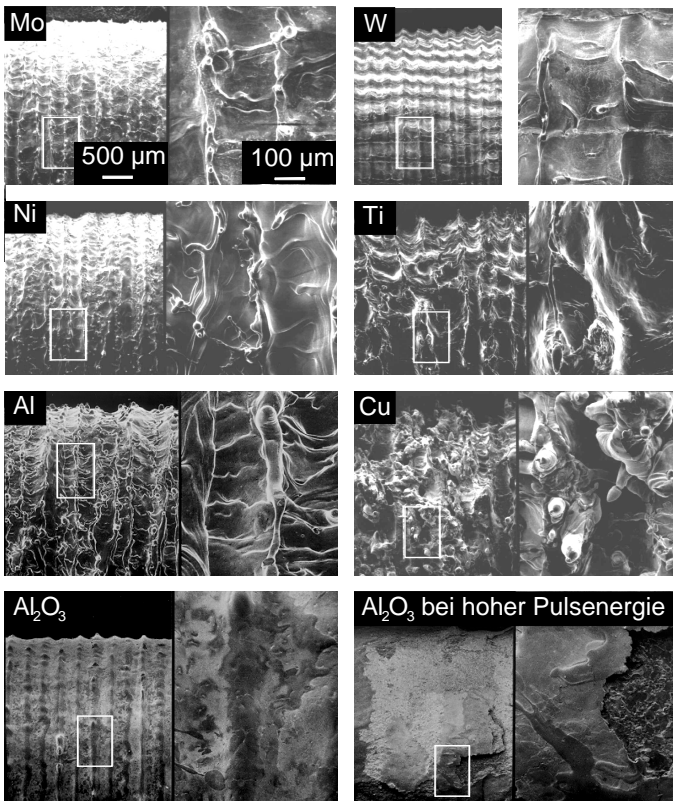 Mo
W
500 µm
100 µm
Ni
Ti
Al
Cu
Al₂O₃
Al₂O₃ bei hoher Pulsenergie